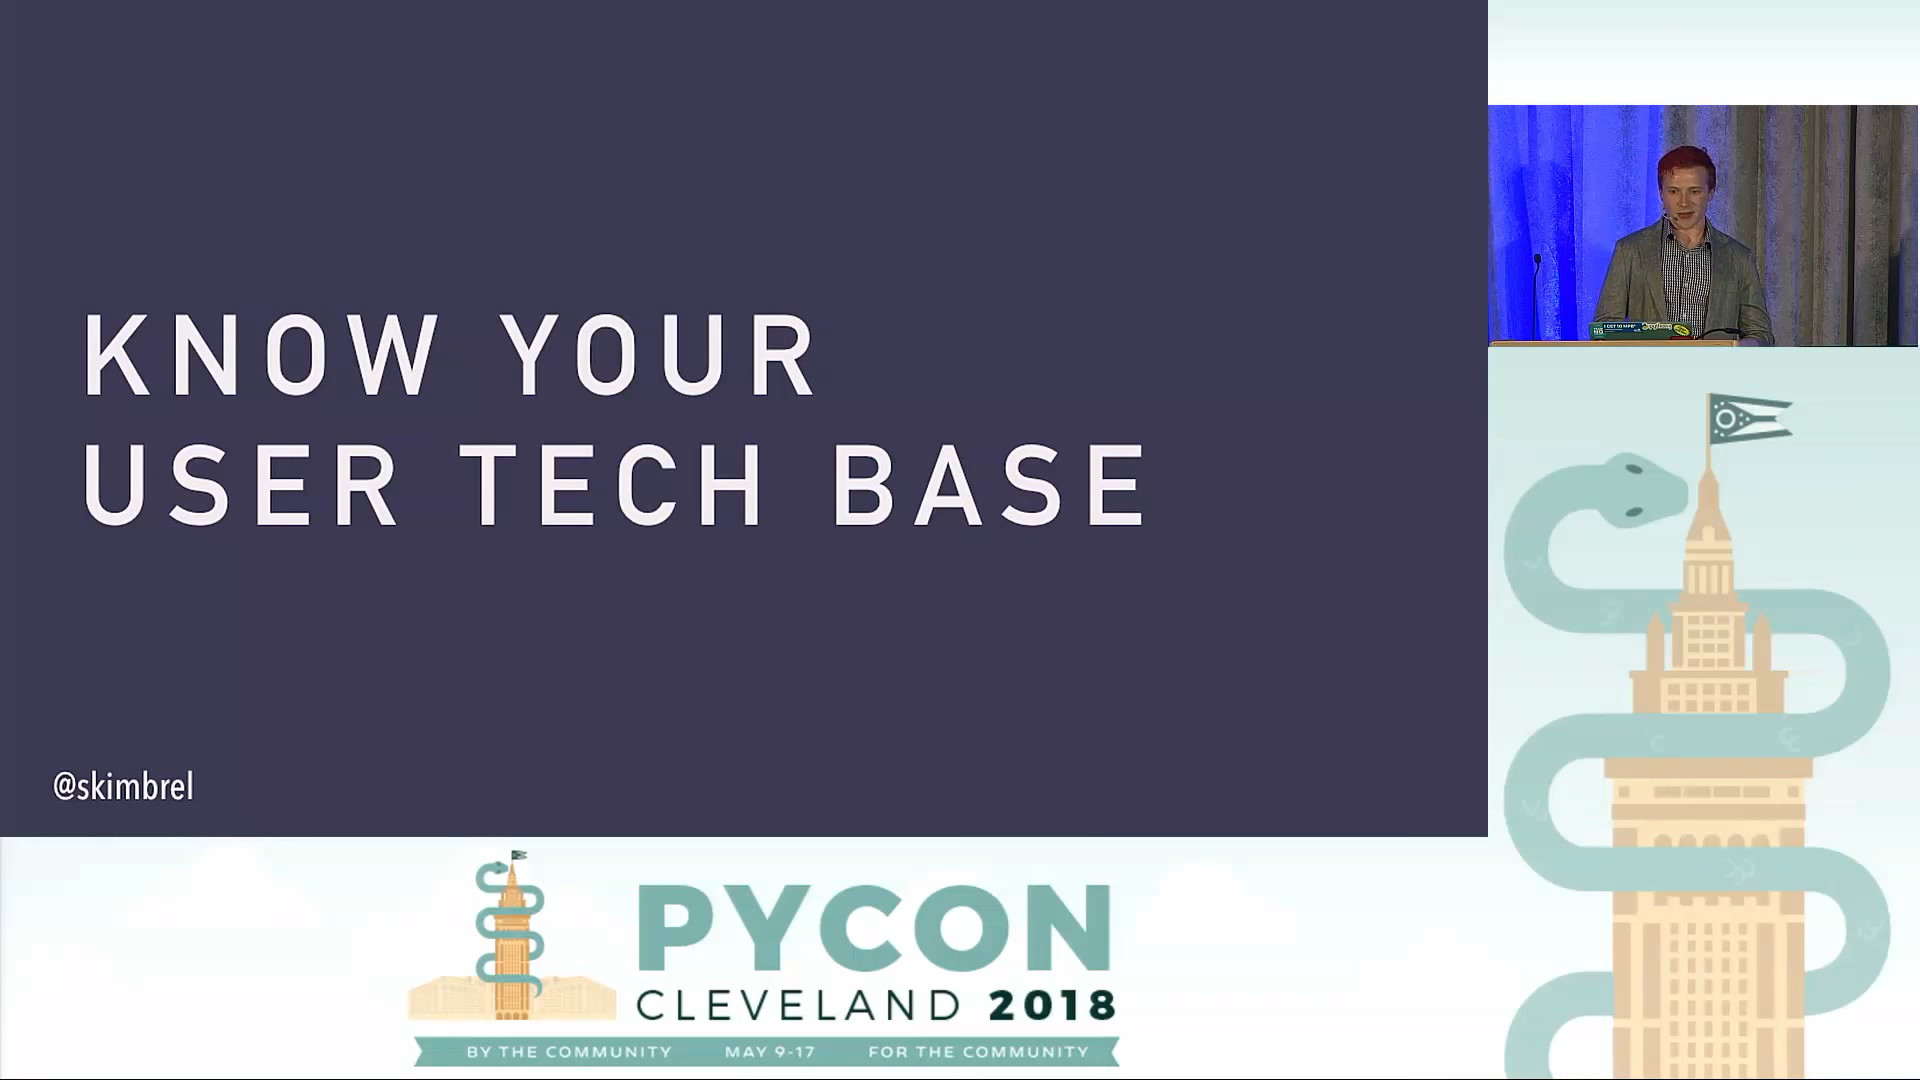 KNOW YOUR
USER TECH BASE
@skimbrel
PYCON
CLEVELAND 2018
BY THE COMMUNITY MAY 9-17 FOR THE COMMUNITY